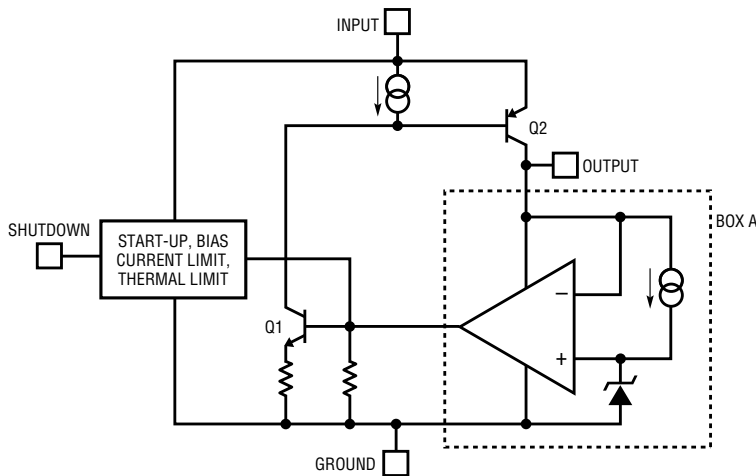 INPUT
Q2
OUTPUT
BOX A
SHUTDOWN
START-UP, BIAS
CURRENT LIMIT,
THERMAL LIMIT
−
Q1
+
GROUND